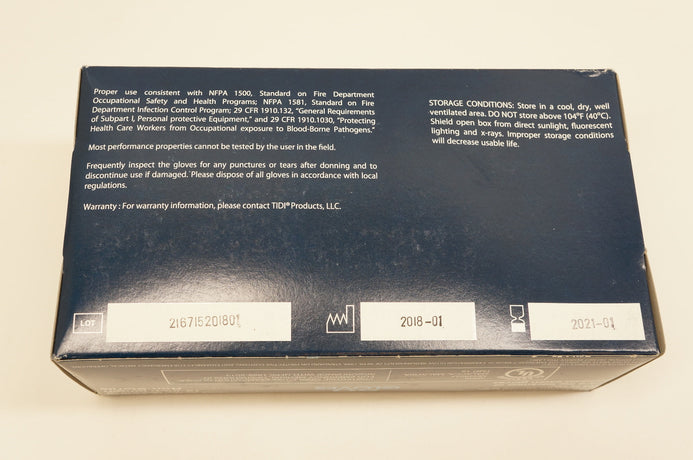 Proper use consistent with NFPA 1500, Standard on Fire Department
Occupational Safety and Health Programs; NFPA 1581, Standard on Fire
Department Infection Control Program; 29 CFR 1910.132, “General Requirements
of Subpart I, Personal protective Equipment,” and 29 CFR 1910.1030, “Protecting
Health Care Workers from Occupational exposure to Blood-Borne Pathogens.”
Most performance properties cannot be tested by the user in the field.
Frequently inspect the gloves for any punctures or tears after donning and to
discontinue use if damaged. Please dispose of all gloves in accordance with local
regulations.
Warranty : For warranty information, please contact TIDI® Products, LLC.
STORAGE CONDITIONS: Store in a cool, dry, well
ventilated area. DO NOT store above 104°F (40°C).
Shield open box from direct sunlight, fluorescent
lighting and x-rays. Improper storage conditions
will decrease usable life.
LOT 216715201801
2018-01
2021-01